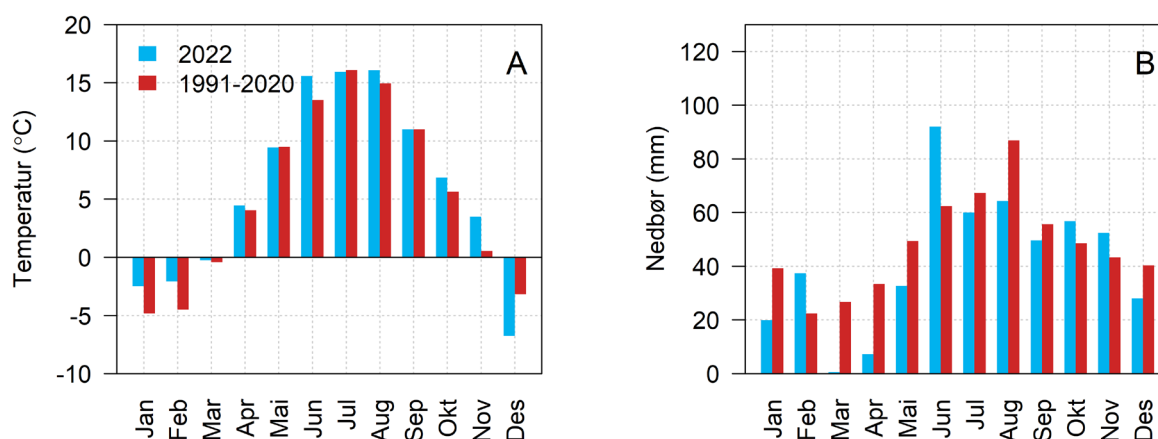 20
15
10
5
0
-5
-10
Temperatur (°C)
2022
1991-2020
A
Jan
Feb
Mar
Apr
Mai
Jun
Jul
Aug
Sep
Okt
Nov
Des
120
100
80
60
40
20
0
Nedbør (mm)
B
Jan
Feb
Mar
Apr
Mai
Jun
Jul
Aug
Sep
Okt
Nov
Des